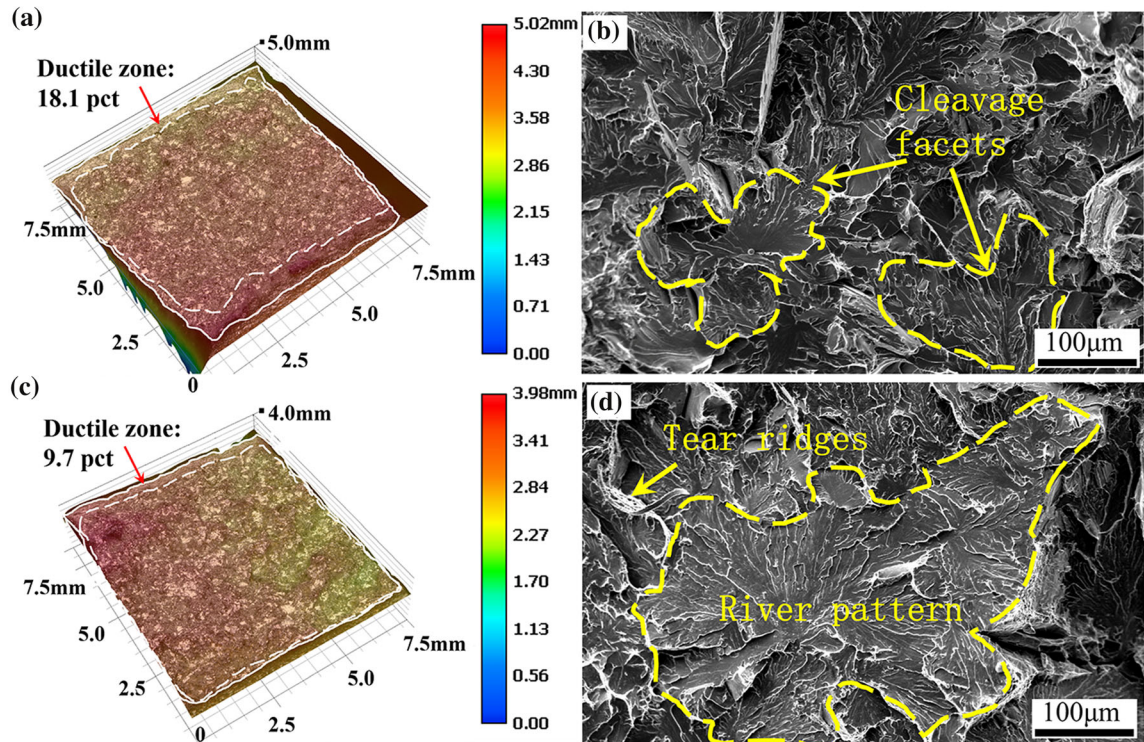 (a)
5.0mm
Ductile zone:
18.1 pct
7.5mm
5.0
2.5
0
2.5
5.0
7.5mm
5.02mm
4.30
3.58
2.86
2.15
1.43
0.71
0.00
(b)
Cleavage
facets
100μm
(c)
4.0mm
Ductile zone:
9.7 pct
7.5mm
5.0
2.5
0
2.5
5.0
7.5mm
3.98mm
3.41
2.84
2.27
1.70
1.13
0.56
0.00
(d)
Tear ridges
River pattern
100μm